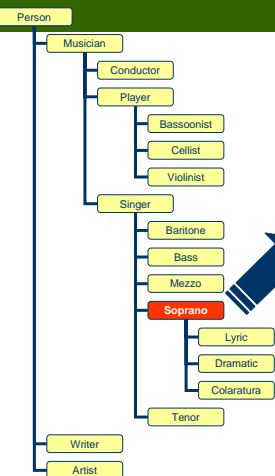 Person
Musician
Conductor
Player
Bassoonist
Cellist
Violinist
Singer
Baritone
Bass
Mezzo
Soprano
Lyric
Dramatic
Colaratura
Tenor
Writer
Artist